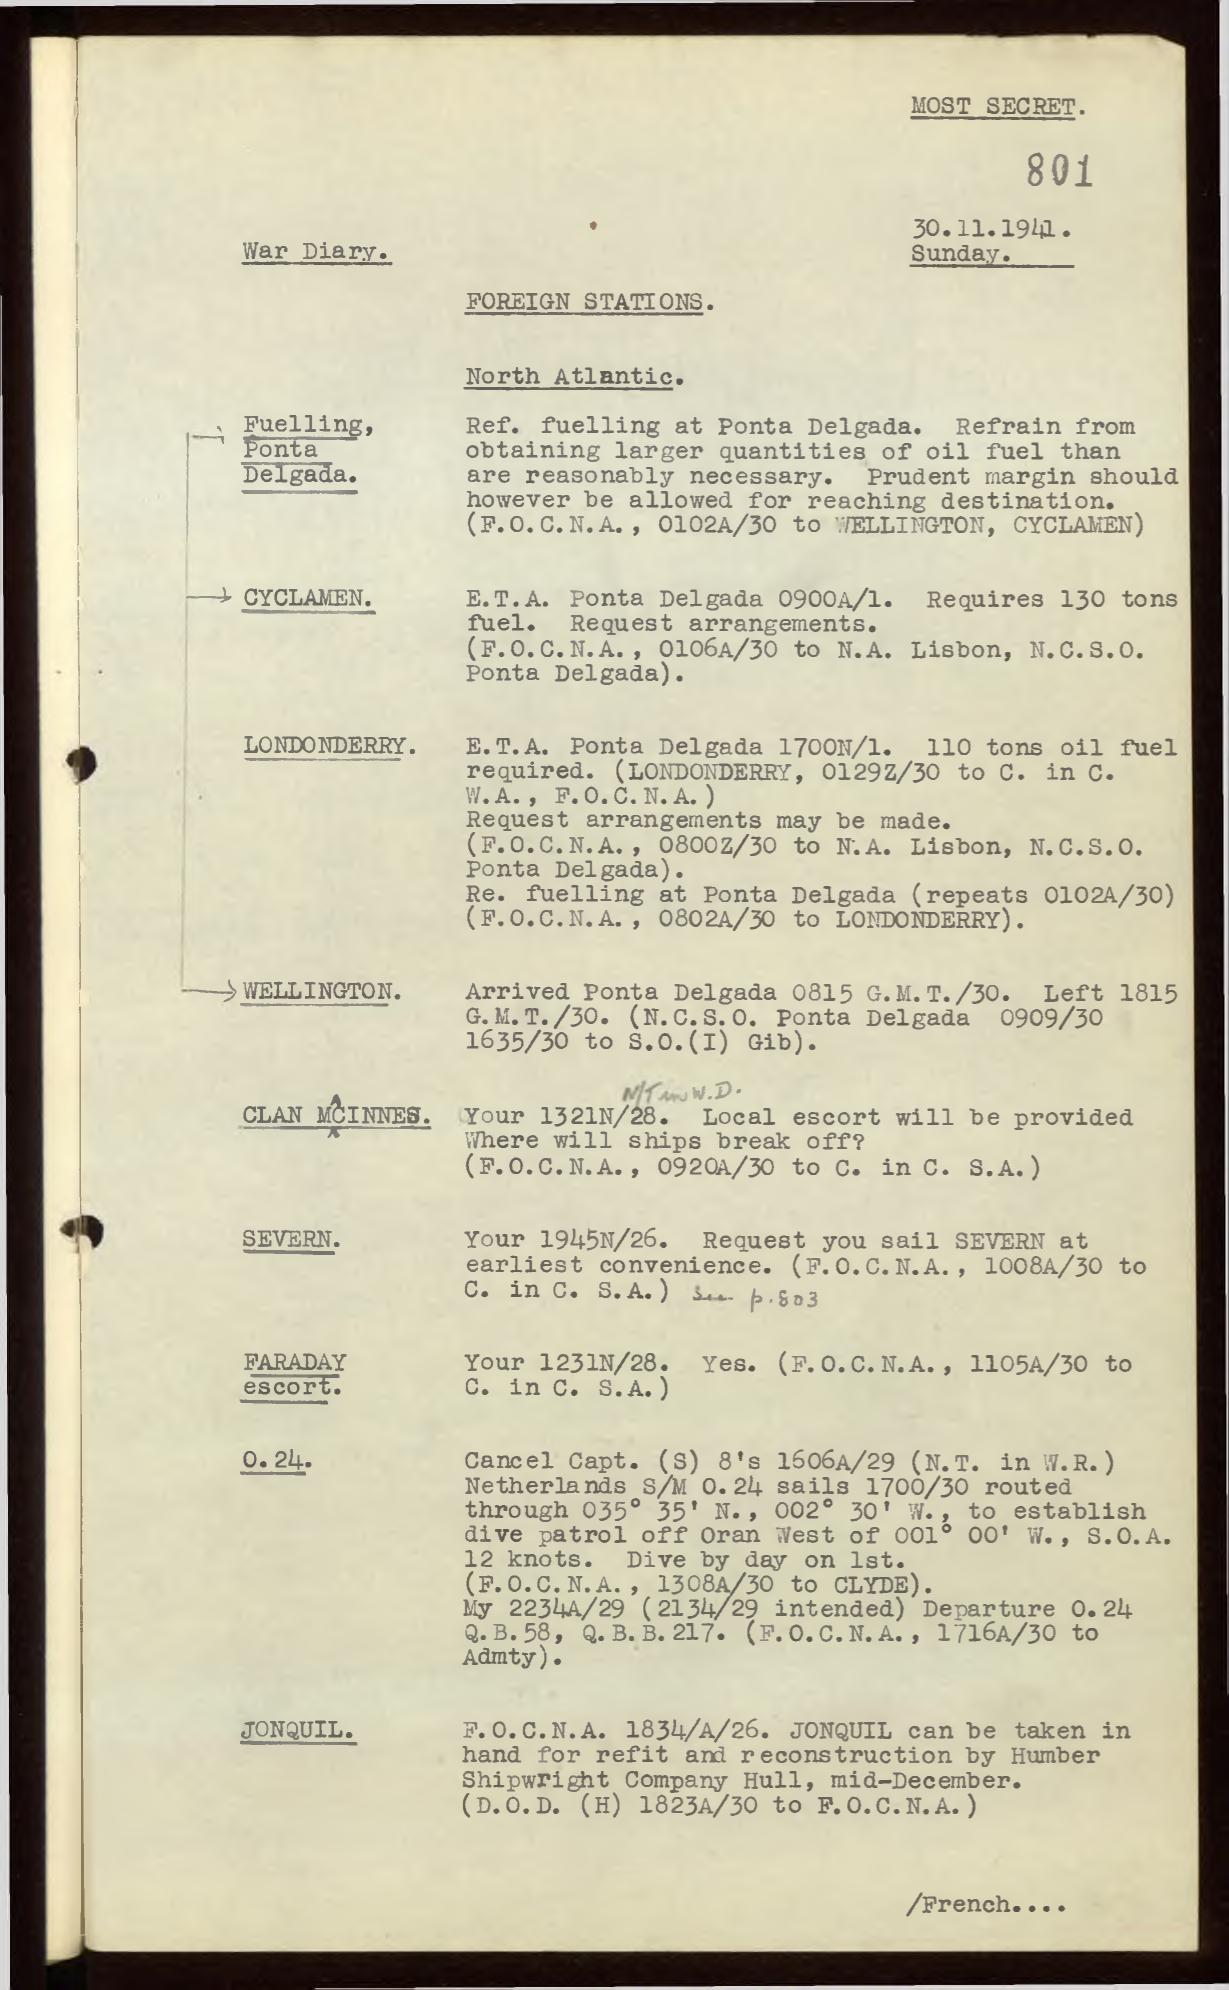 MOST SECRET.
801
30.11.1941.
Sunday.
War Diary.
FOREIGN STATIONS.
North Atlantic.
Fuelling,
Ponta
Delgada.
Ref. fuelling at Ponta Delgada. Refrain from
obtaining larger quantities of oil fuel than
are reasonably necessary. Prudent margin should
however be allowed for reaching destination.
(F.O.C.N.A., 0102A/30 to WELLINGTON, CYCLAMEN)
CYCLAMEN.
E.T.A. Ponta Delgada 0900A/1. Requires 130 tons
fuel. Request arrangements.
(F.O.C.N.A., 0106A/30 to N.A. Lisbon, N.C.S.O.
Ponta Delgada).
LONDONDERRY.
E.T.A. Ponta Delgada 1700N/1. 110 tons oil fuel
required. (LONDONDERRY, 0129Z/30 to C. in C.
W.A., F.O.C.N.A.)
Request arrangements may be made.
(F.O.C.N.A., 0800Z/30 to N.A. Lisbon, N.C.S.O.
Ponta Delgada).
Re. fuelling at Ponta Delgada (repeats 0102A/30)
(F.O.C.N.A., 0802A/30 to LONDONDERRY).
WELLINGTON.
Arrived Ponta Delgada 0815 G.M.T./30. Left 1815
G.M.T./30. (N.C.S.O. Ponta Delgada 0909/30
1635/30 to S.O.(I) Gib).
N/T in W.D.
CLAN MCINNES.
Your 1321N/28. Local escort will be provided
Where will ships break off?
(F.O.C.N.A., 0920A/30 to C. in C. S.A.)
SEVERN.
Your 1945N/26. Request you sail SEVERN at
earliest convenience. (F.O.C.N.A., 1008A/30 to
C. in C. S.A.) See p.803
FARADAY
escort.
Your 1231N/28. Yes. (F.O.C.N.A., 1105A/30 to
C. in C. S.A.)
O.24.
Cancel Capt. (S) 8's 1606A/29 (N.T. in W.R.)
Netherlands S/M O.24 sails 1700/30 routed
through 035° 35' N., 002° 30' W., to establish
dive patrol off Oran West of 001° 00' W., S.O.A.
12 knots. Dive by day on 1st.
(F.O.C.N.A., 1308A/30 to CLYDE).
My 2234A/29 (2134/29 intended) Departure O.24
Q.B.58, Q.B.B.217. (F.O.C.N.A., 1716A/30 to
Admty).
JONQUIL.
F.O.C.N.A. 1834/A/26. JONQUIL can be taken in
hand for refit and reconstruction by Humber
Shipwright Company Hull, mid-December.
(D.O.D. (H) 1823A/30 to F.O.C.N.A.)
/French....